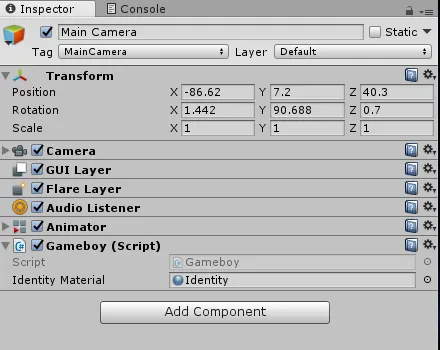 Inspector Console
Main Camera Static
Tag MainCamera Layer Default
Transform
Position X -86.62 Y 7.2 Z 40.3
Rotation X 1.442 Y 90.688 Z 0.7
Scale X 1 Y 1 Z 1
Camera
GUI Layer
Flare Layer
Audio Listener
Animator
Gameboy (Script)
Script Gameboy
Identity Material Identity
Add Component